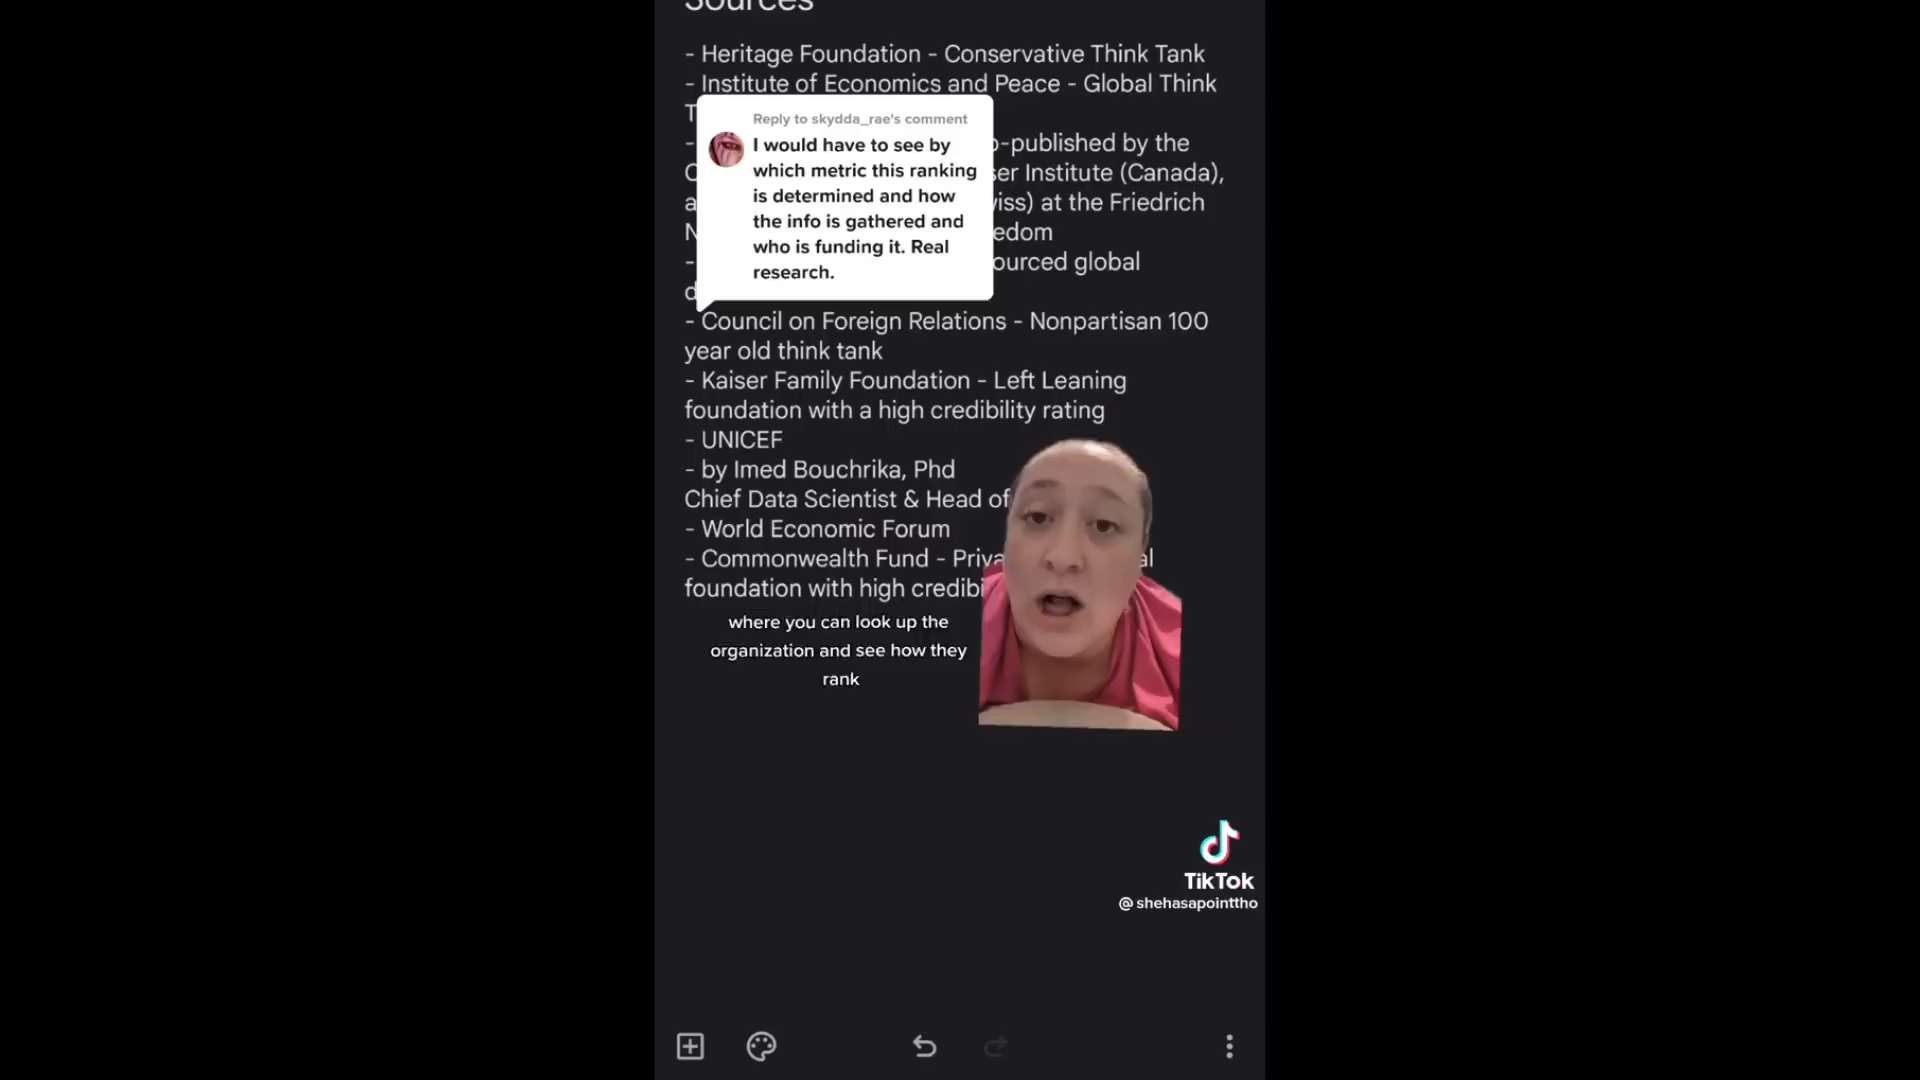 Sources
- Heritage Foundation - Conservative Think Tank
- Institute of Economics and Peace - Global Think
T
Reply to skydda_rae's comment
I would have to see by
which metric this ranking
is determined and how
the info is gathered and
who is funding it. Real
research.
-published by the
ser Institute (Canada),
iss) at the Friedrich
edom
ourced global
- Council on Foreign Relations - Nonpartisan 100
year old think tank
- Kaiser Family Foundation - Left Leaning
foundation with a high credibility rating
- UNICEF
- by Imed Bouchrika, Phd
Chief Data Scientist & Head of
- World Economic Forum
- Commonwealth Fund - Priva al
foundation with high credibi
where you can look up the
organization and see how they
rank
TikTok
@shehasapointtho